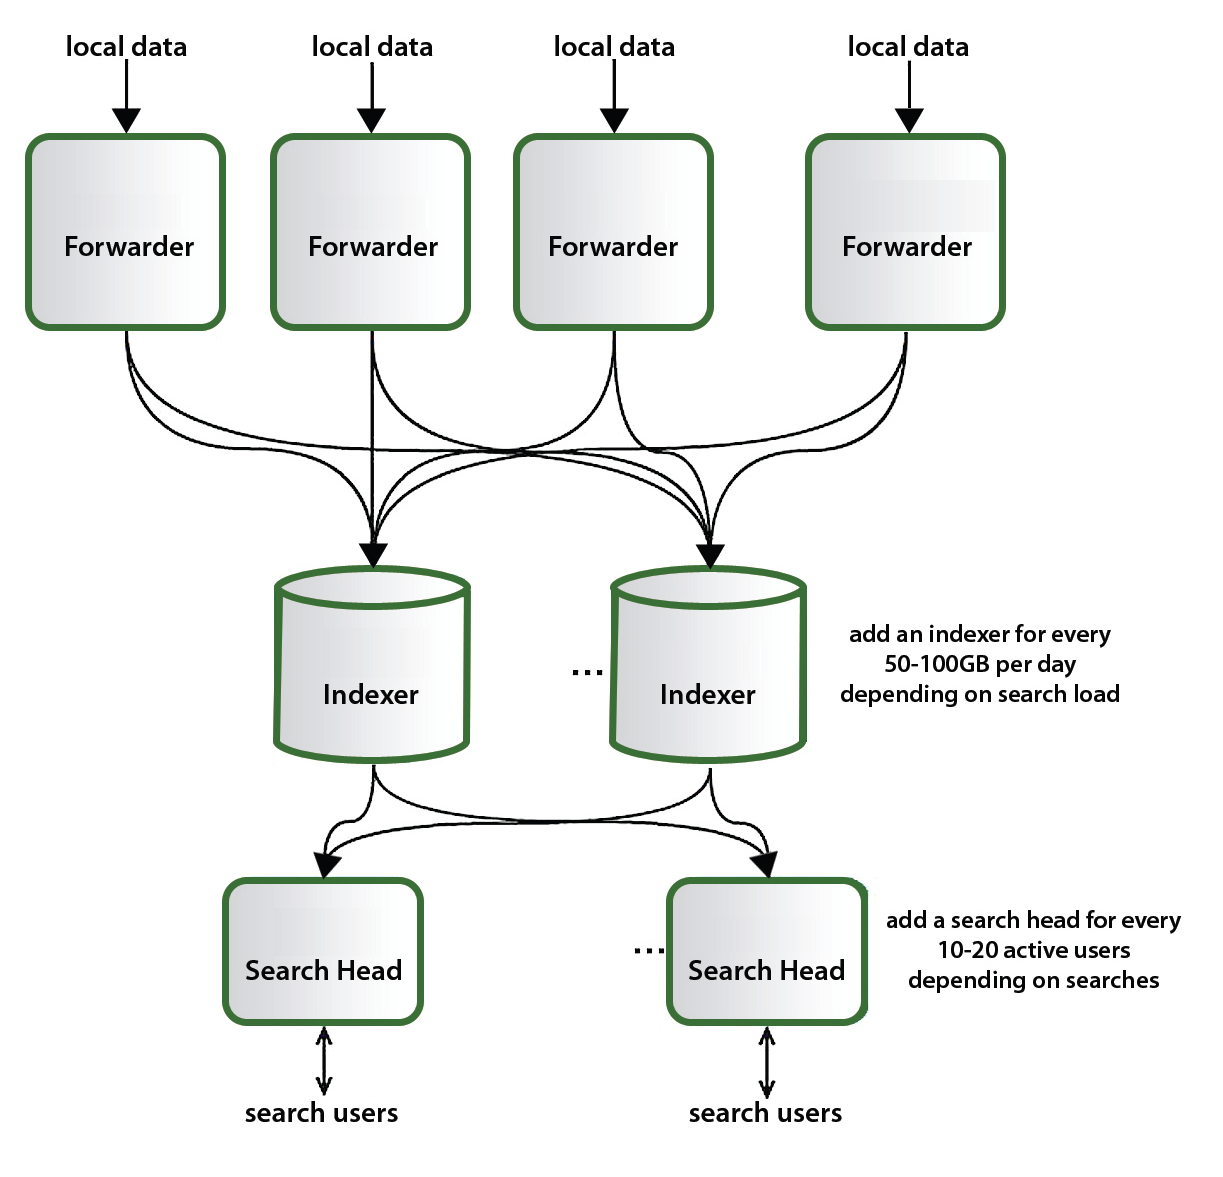 local data
local data
local data
local data
Forwarder
Forwarder
Forwarder
Forwarder
add an indexer for every
50-100GB per day
depending on search load
Indexer
...
Indexer
add a search head for every
10-20 active users
depending on searches
Search Head
...
Search Head
search users
search users